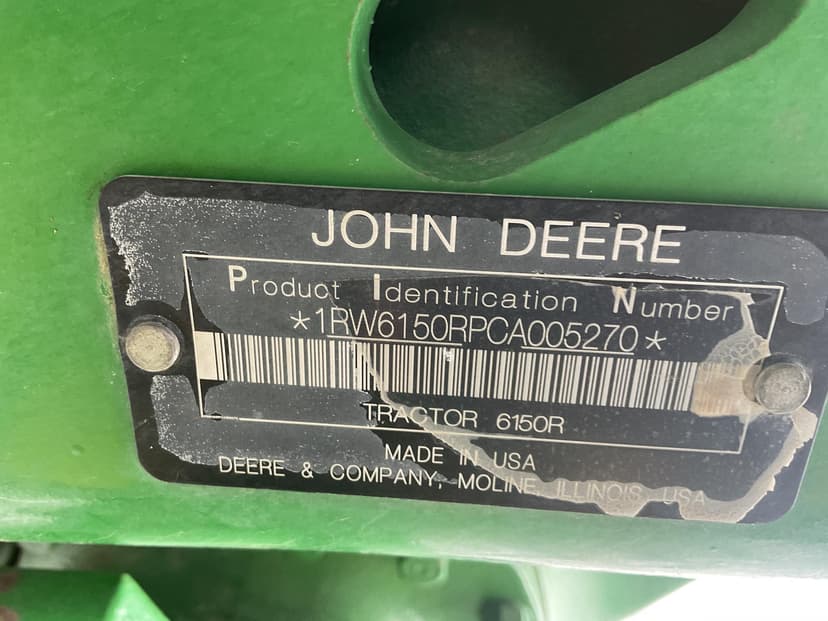 JOHN DEERE
Product Identification Number
*1RW6150RPCA005270*
TRACTOR 6150R
MADE IN USA
DEERE & COMPANY, MOLINE, ILLINOIS, USA